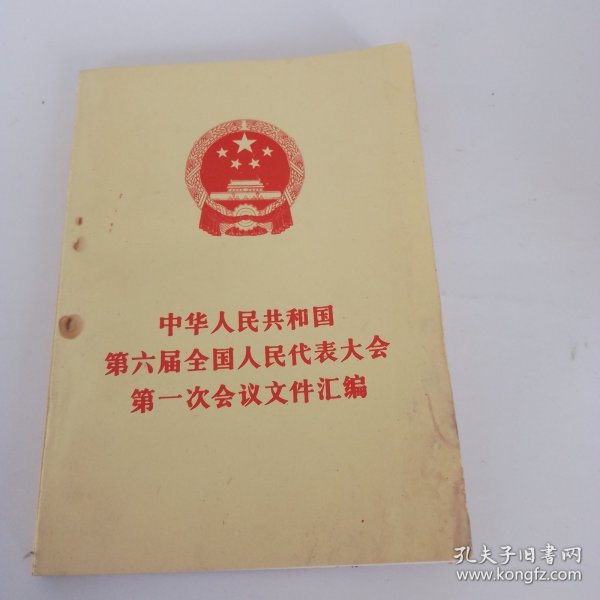 中华人民共和国
第六届全国人民代表大会
第一次会议文件汇编
孔夫子旧书网
www.kongfz.com